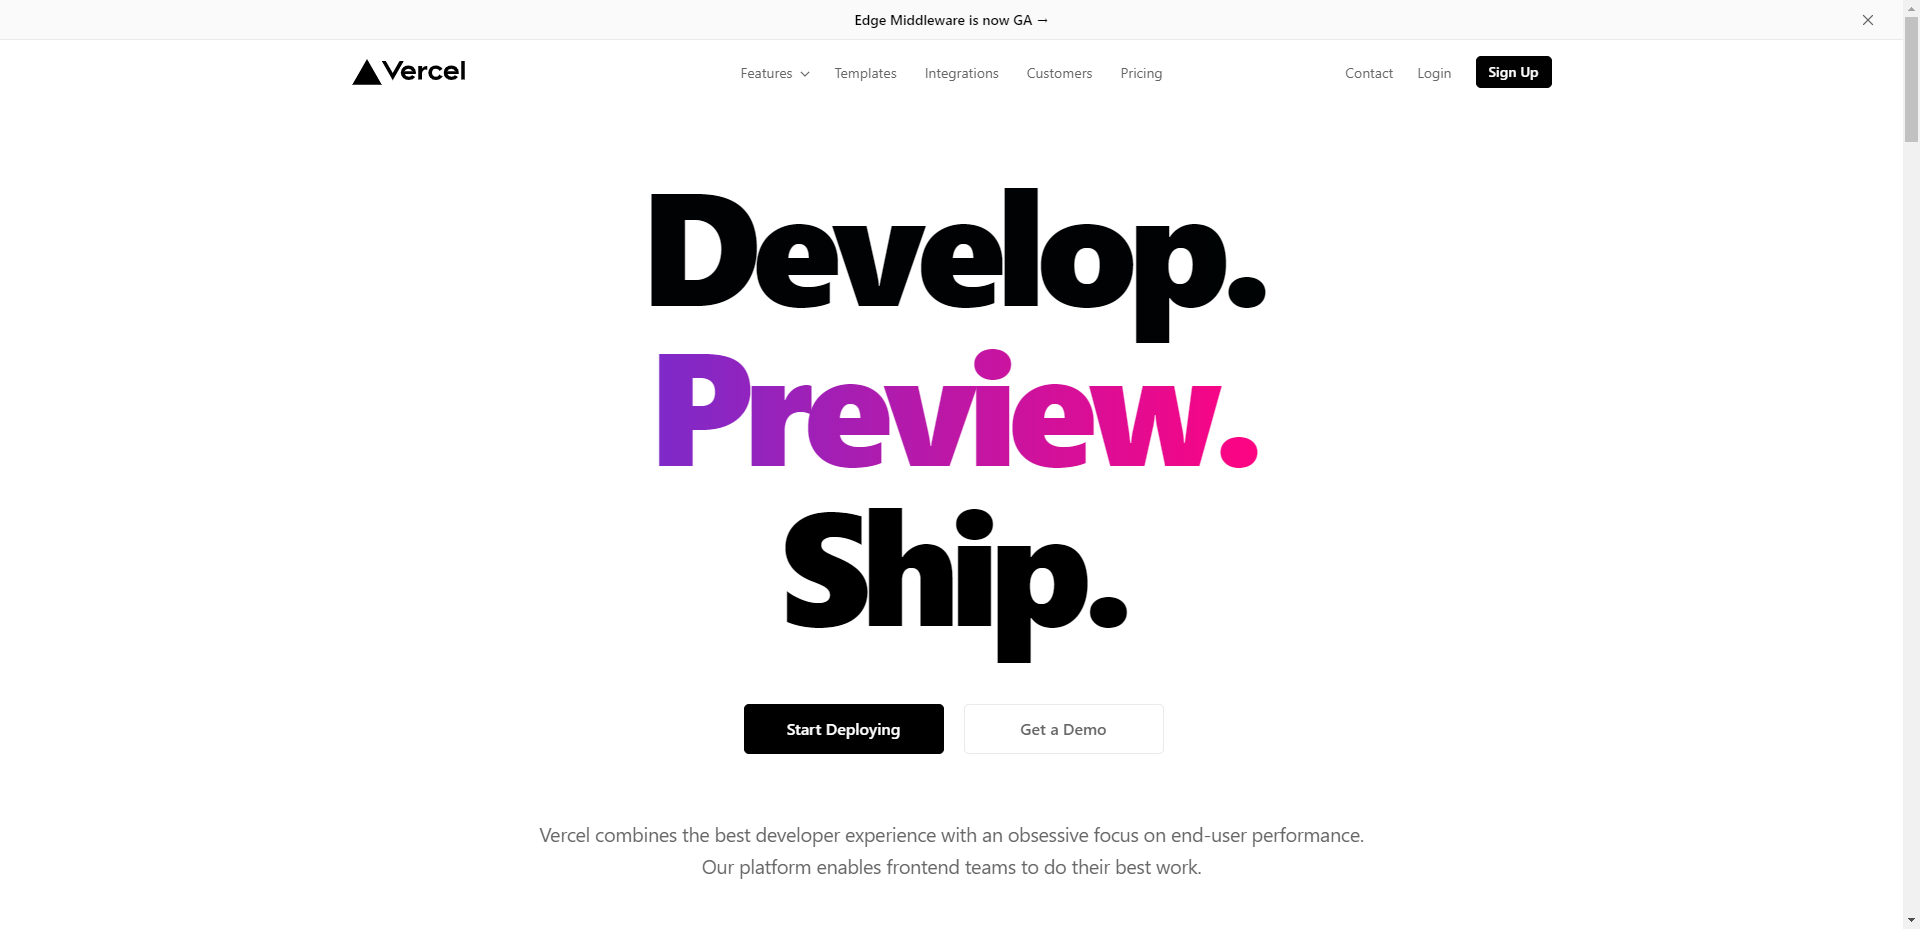 Edge Middleware is now GA →
Vercel
Features
Templates
Integrations
Customers
Pricing
Contact
Login
Sign Up
Develop.
Preview.
Ship.
Start Deploying
Get a Demo
Vercel combines the best developer experience with an obsessive focus on end-user performance.
Our platform enables frontend teams to do their best work.